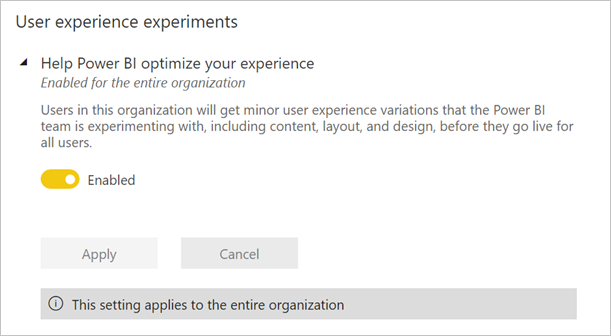 User experience experiments
Help Power BI optimize your experience
Enabled for the entire organization
Users in this organization will get minor user experience variations that the Power BI
team is experimenting with, including content, layout, and design, before they go live for
all users.
Enabled
Apply
Cancel
This setting applies to the entire organization